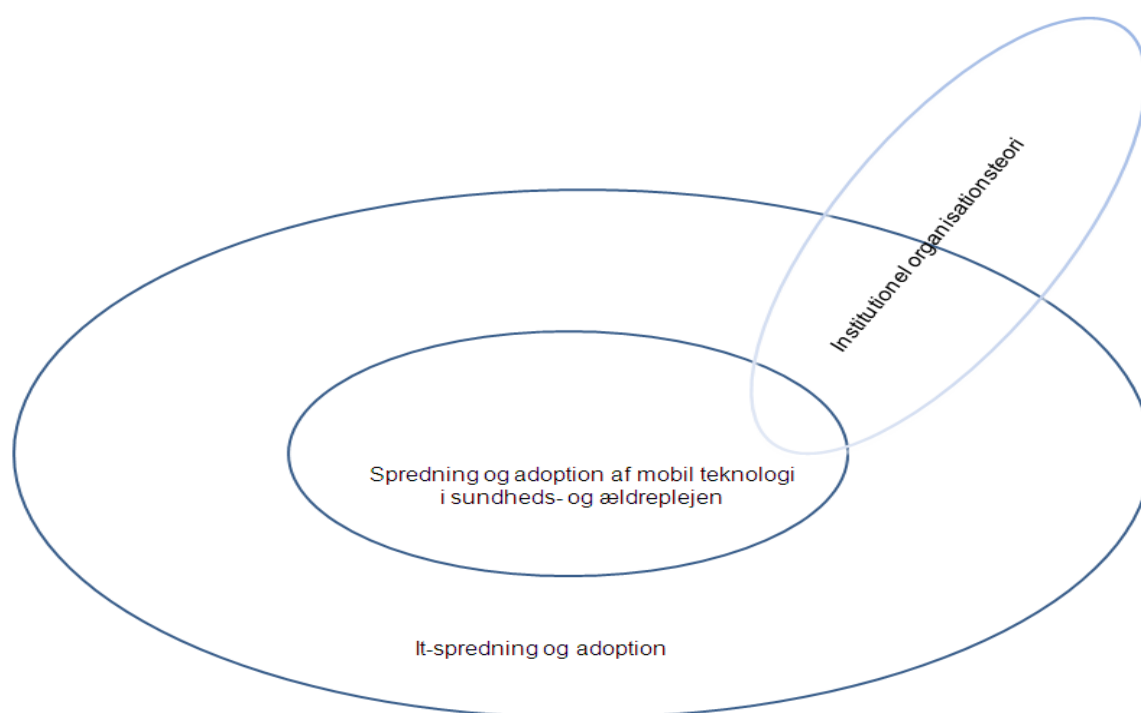 Institutionel organisationsteori
Spredning og adoption af mobil teknologi
i sundheds- og ældreplejen
It-spredning og adoption